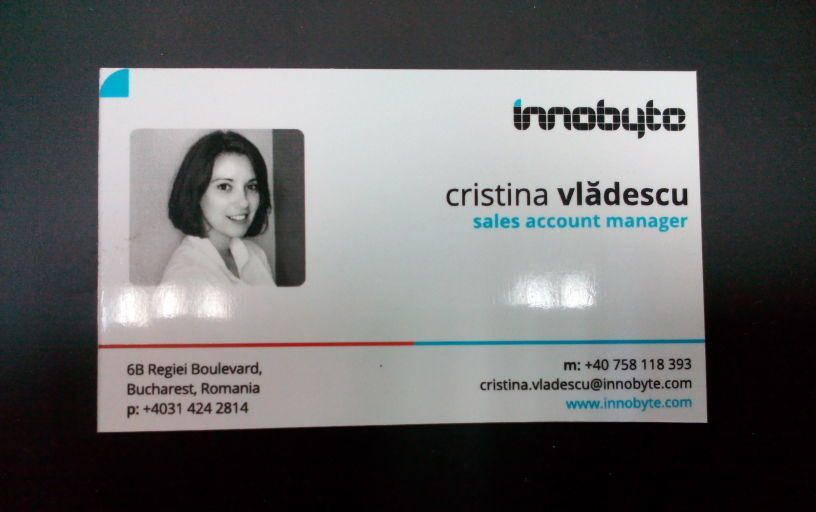 innobyte
cristina vlădescu
sales account manager
6B Regiei Boulevard,
Bucharest, Romania
p: +4031 424 2814
m: +40 758 118 393
cristina.vladescu@innobyte.com
www.innobyte.com